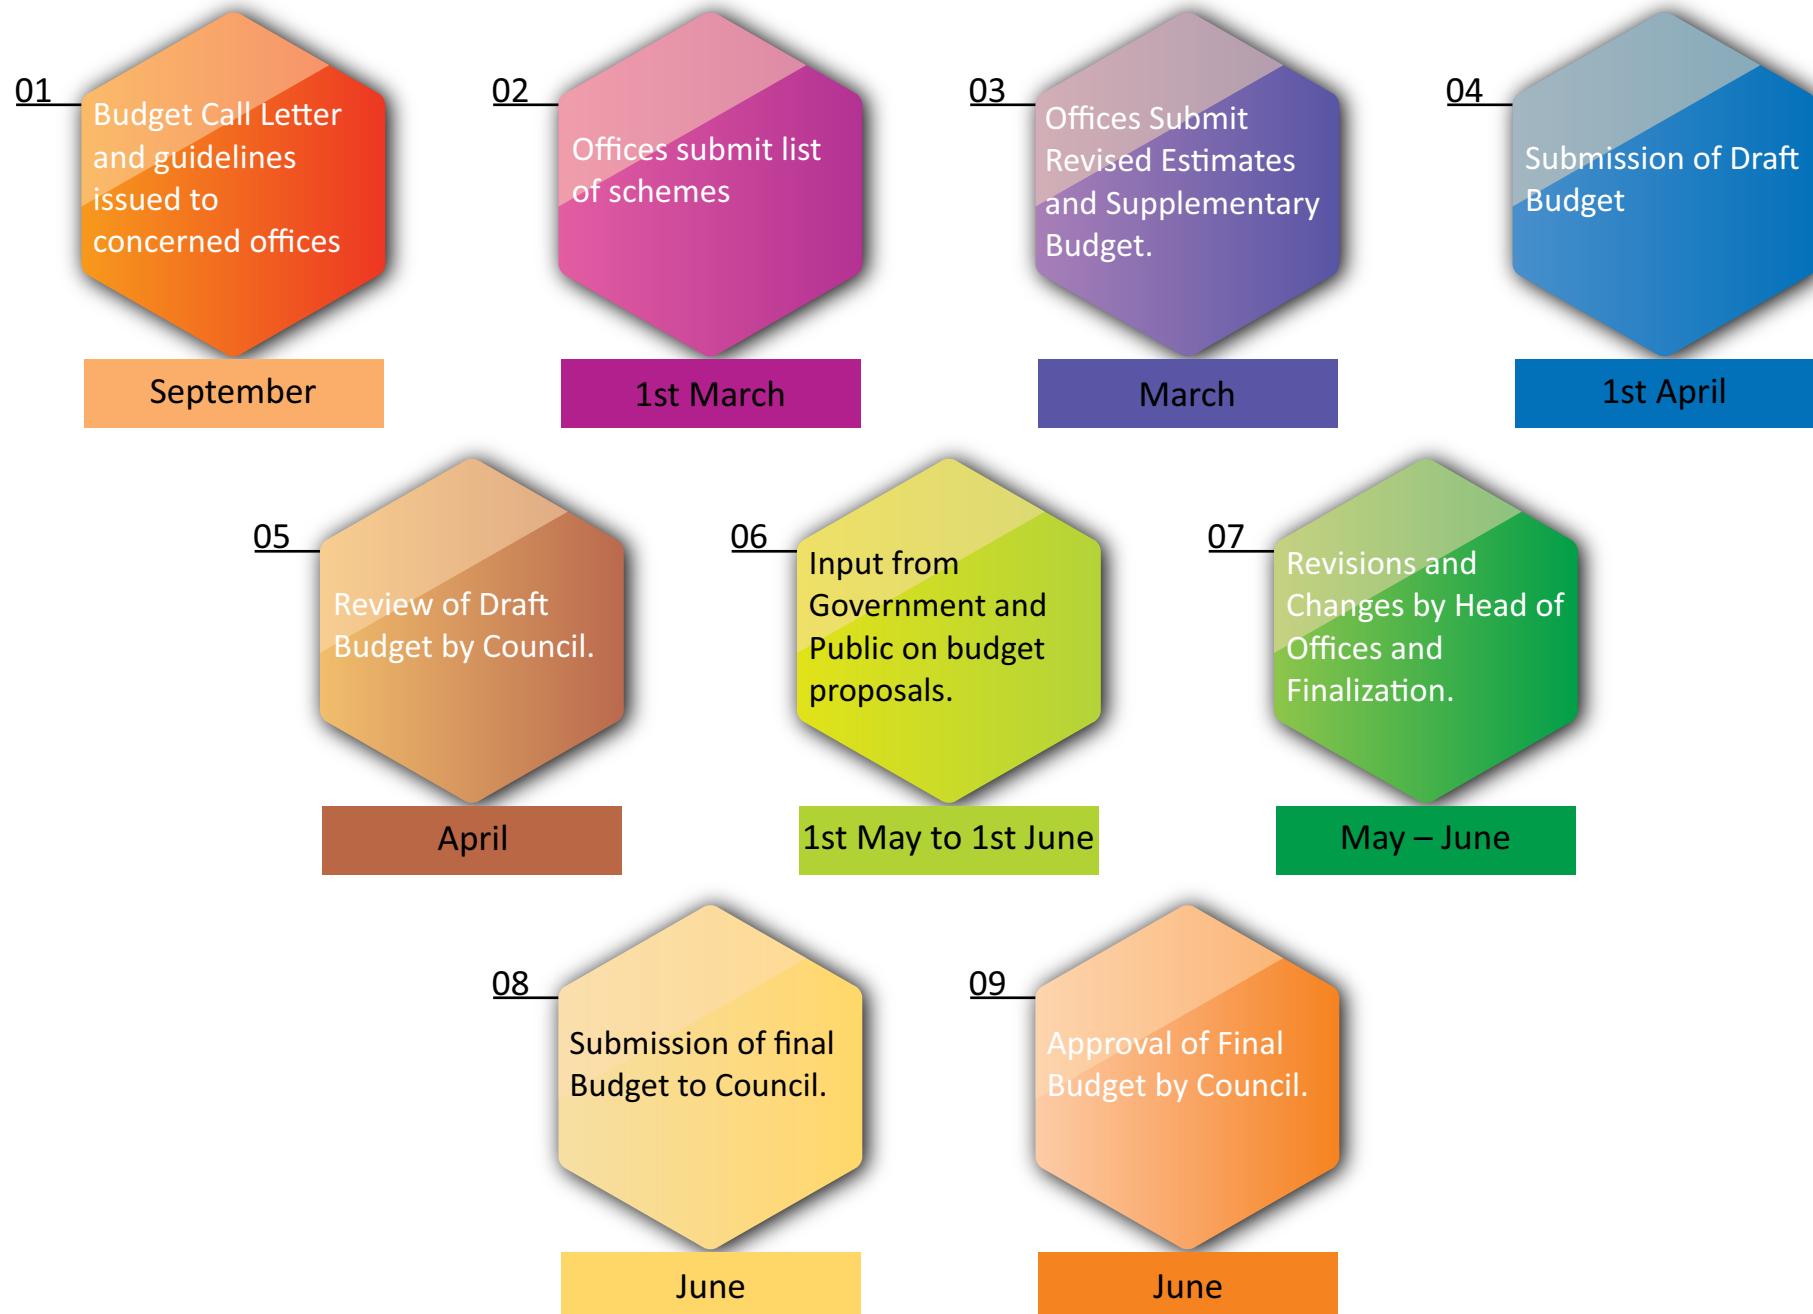 01
Budget Call Letter
and guidelines
issued to
concerned offices
September
02
Offices submit list
of schemes
1st March
03
Offices Submit
Revised Estimates
and Supplementary
Budget.
March
04
Submission of Draft
Budget
1st April
05
Review of Draft
Budget by Council.
April
06
Input from
Government and
Public on budget
proposals.
1st May to 1st June
07
Revisions and
Changes by Head of
Offices and
Finalization.
May – June
08
Submission of final
Budget to Council.
June
09
Approval of Final
Budget by Council.
June